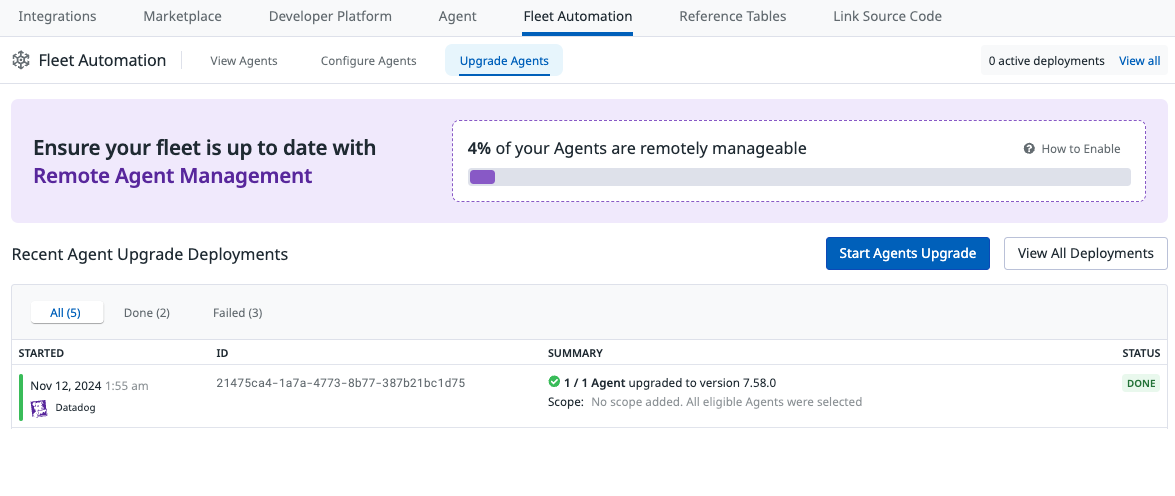 Integrations Marketplace Developer Platform Agent Fleet Automation Reference Tables Link Source Code
Fleet Automation View Agents Configure Agents Upgrade Agents 0 active deployments View all
Ensure your fleet is up to date with
Remote Agent Management
4% of your Agents are remotely manageable How to Enable
Recent Agent Upgrade Deployments Start Agents Upgrade View All Deployments
All (5) Done (2) Failed (3)
STARTED ID SUMMARY STATUS
Nov 12, 2024 1:55 am 21475ca4-1a7a-4773-8b77-387b21bc1d75 1 / 1 Agent upgraded to version 7.58.0 DONE
Datadog Scope: No scope added. All eligible Agents were selected